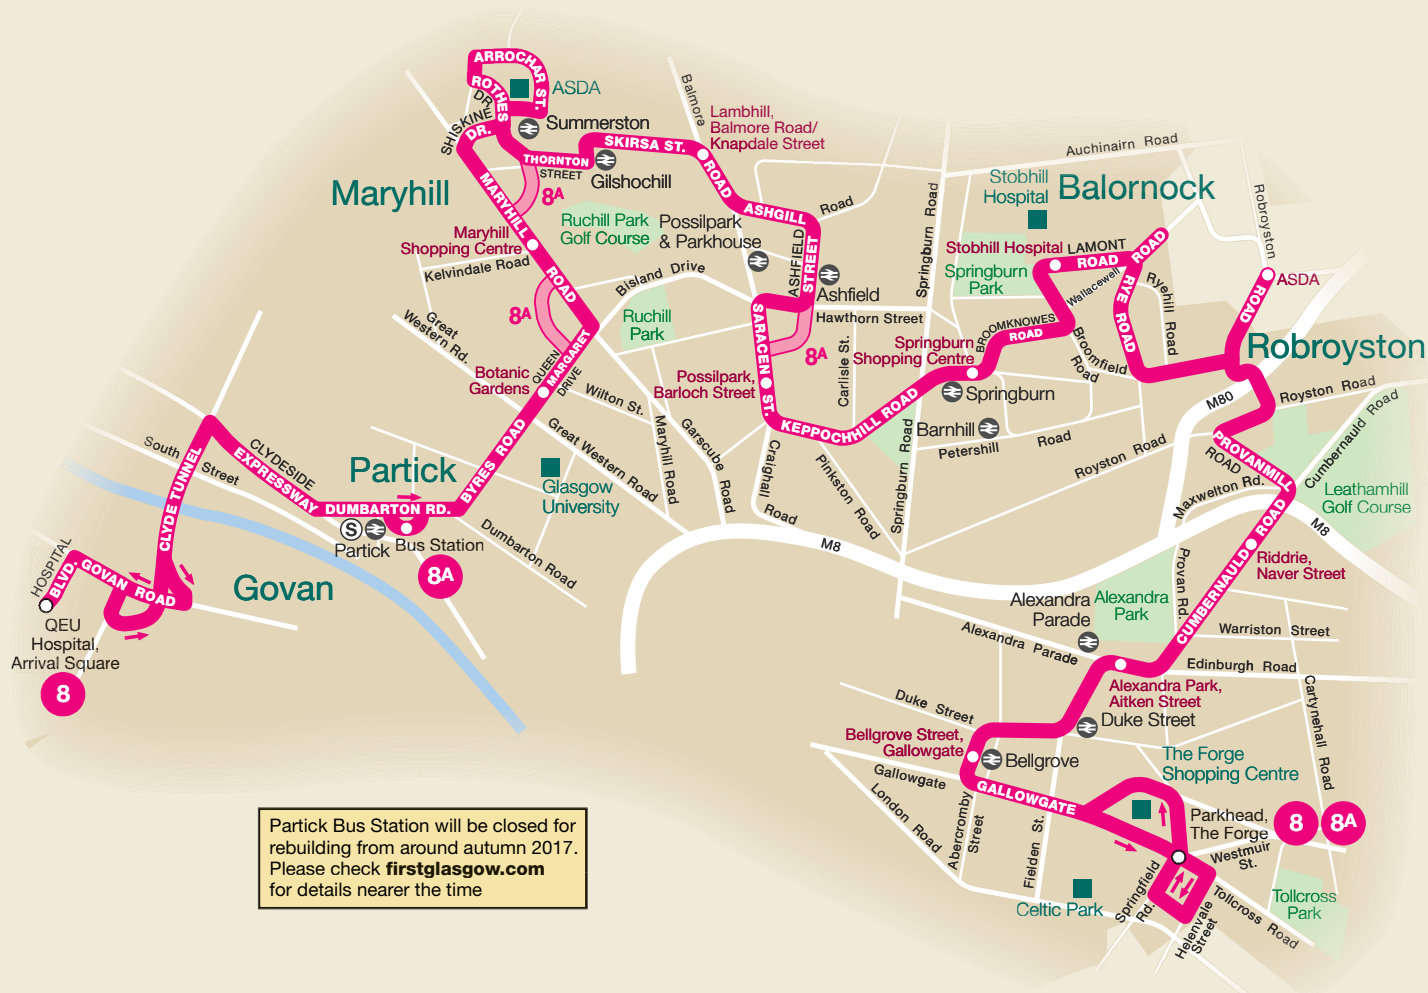 ARROCHAR ST.
ROTHES
DR.
ASDA
SHISKINE
DR.
Summerston
SKIRSA ST.
THORNTON
STREET
Gilshochill
8A
Balmora
ROAD
Lambhill,
Balmore Road/
Knapdale Street
Maryhill
MARYHILL
ROAD
Maryhill
Shopping Centre
Kelvindale Road
Ruchill Park
Golf Course
Possilpark
& Parkhouse
ASHGILL
Road
ASHFIELD
STREET
Ashfield
Bisland Drive
Ruchill
Park
8A
Great
Western Rd.
QUEEN
MARGARET
DRIVE
Botanic
Gardens
Wilton St.
Great Western Road
Maryhill Road
Garscube
Road
Possilpark,
Barloch Street
SARACEN
ST.
8A
Hawthorn Street
Carlisle St.
KEPPOCHHILL ROAD
Craighall
Road
Pinkston Road
Springburn Road
Springburn Road
Auchinairn Road
Stobhill
Hospital
Balornock
Stobhill Hospital
LAMONT
ROAD
ROAD
Springburn
Park
Wallacewell
RYE
ROAD
Ryehill Road
BROOMKNOWES
ROAD
Broomfield
Road
Springburn
Shopping Centre
Springburn
Barnhill
Petershill
Road
Royston Road
Robroyston
ASDA
ROAD
Robroyston
M80
Royston Road
PROVANMILL
ROAD
Maxwelton Rd.
Cumbernauld Road
Leathamhill
Golf Course
M8
M8
CUMBERNAULD ROAD
Riddrie,
Naver Street
Provan Rd.
Alexandra
Park
Alexandra
Parade
Alexandra Parade
Warriston Street
Edinburgh Road
Cartynehall Road
Alexandra Park,
Aitken Street
Duke Street
Duke Street
Bellgrove Street,
Gallowgate
Bellgrove
Gallowgate
London Road
GALLOWGATE
Abercromby
Street
Fielden St.
The Forge
Shopping Centre
Parkhead,
The Forge
8
8A
Westmuir
St.
Springfield
Rd.
Helenvale
Street
Tollcross Road
Tollcross
Park
Celtic Park
South Street
CLYDESIDE
EXPRESSWAY
CLYDE TUNNEL
Partick
DUMBARTON RD.
BYRES ROAD
Glasgow
University
S
Partick
Bus Station
8A
Dumbarton Road
Govan
HOSPITAL
BLVD.
GOVAN ROAD
QEU
Hospital,
Arrival Square
8
Partick Bus Station will be closed for
rebuilding from around autumn 2017.
Please check firstglasgow.com
for details nearer the time